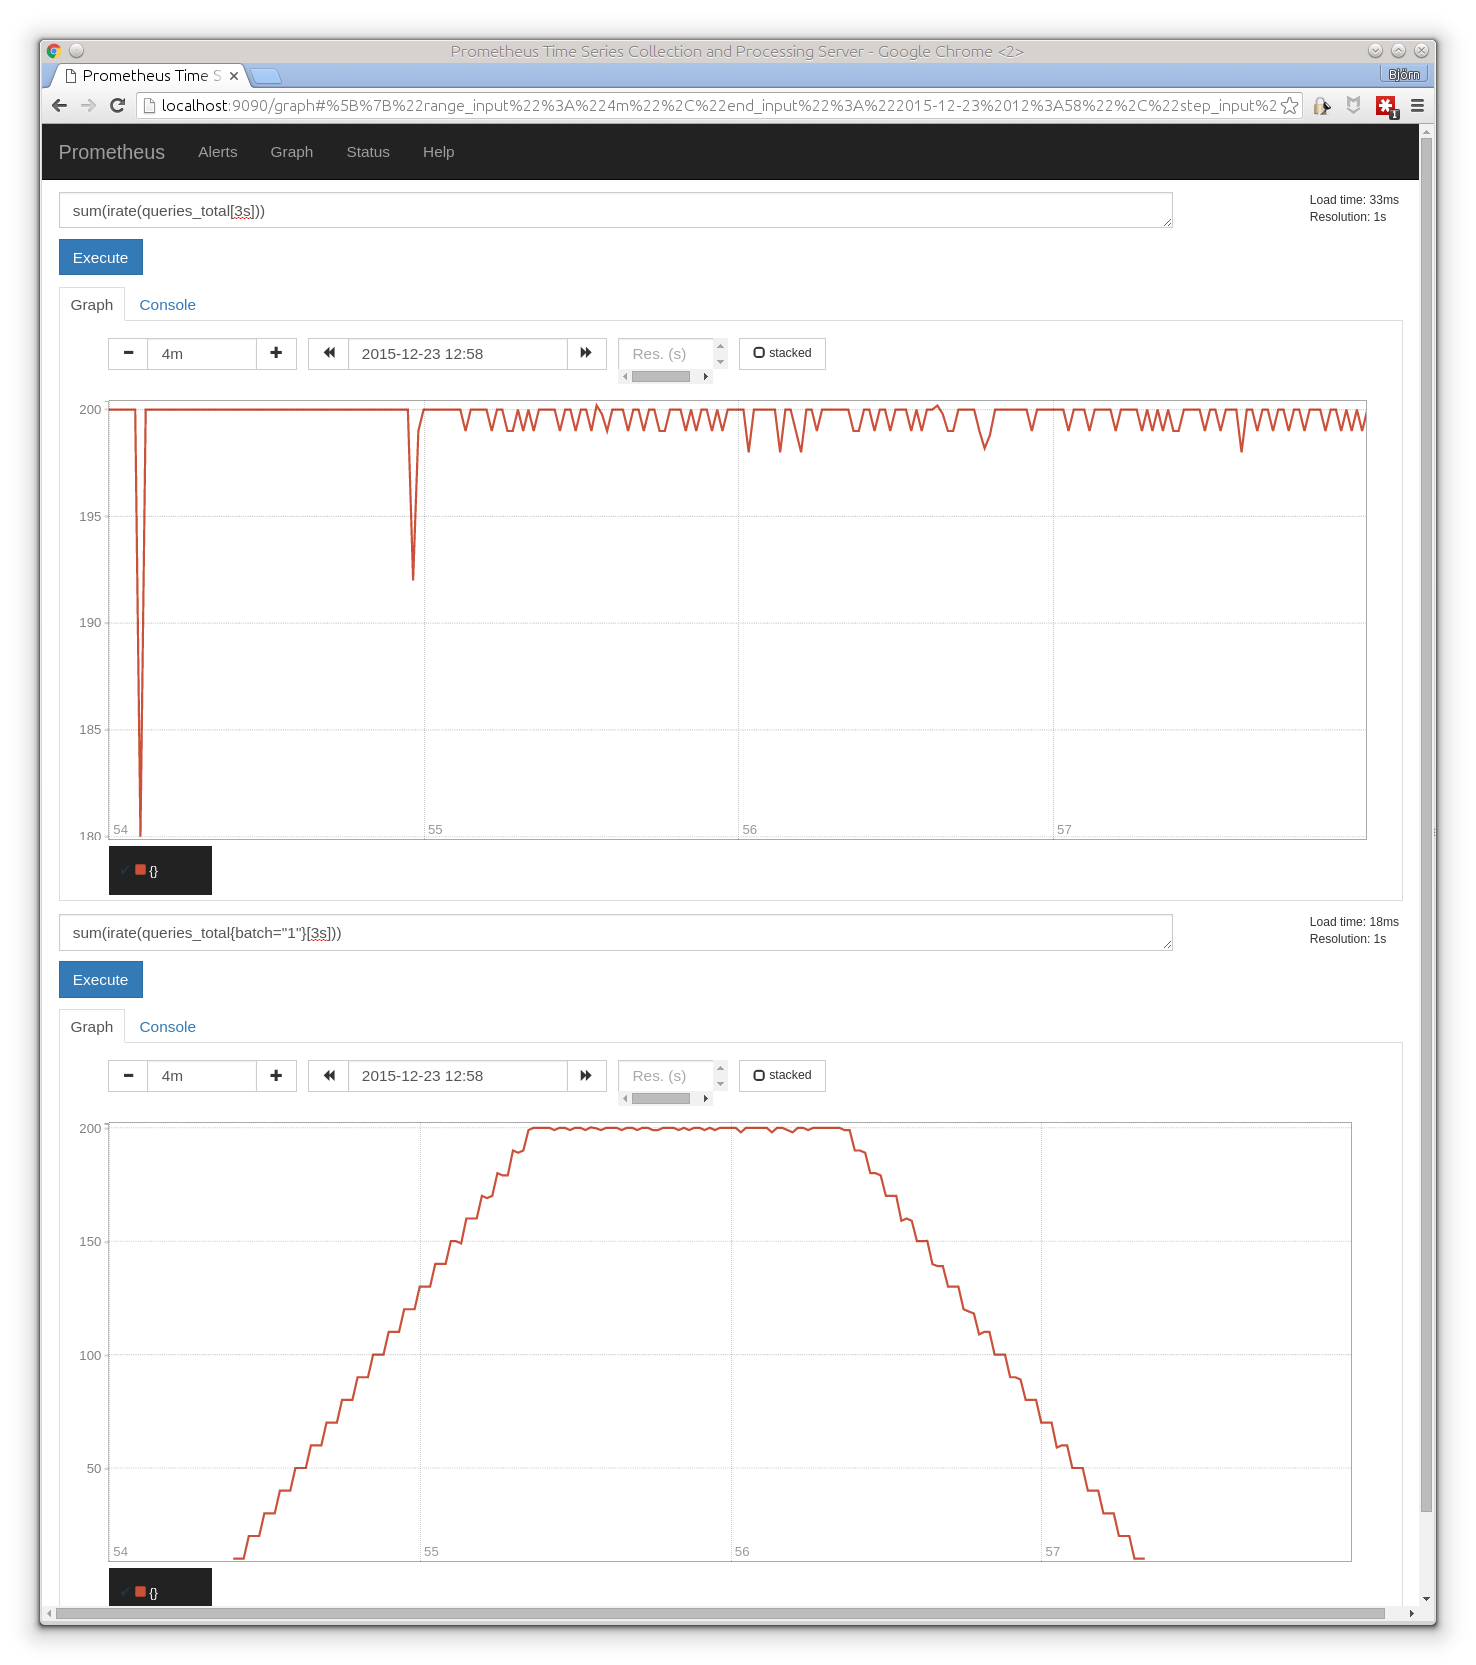 Prometheus Time Series Collection and Processing Server - Google Chrome <2>
Prometheus Time S
Björn
localhost:9090/graph#%5B%7B%22range_input%22%3A%224m%22%2C%22end_input%22%3A%222015-12-23%2012%3A58%22%2C%22step_input%2
1
Prometheus Alerts Graph Status Help
sum(irate(queries_total[3s]))
Load time: 33ms
Resolution: 1s
Execute
Graph Console
4m 2015-12-23 12:58 Res. (s) stacked
200
195
190
185
180
54 55 56 57
{}
sum(irate(queries_total{batch="1"}[3s]))
Load time: 18ms
Resolution: 1s
Execute
Graph Console
4m 2015-12-23 12:58 Res. (s) stacked
200
150
100
50
54 55 56 57
{}